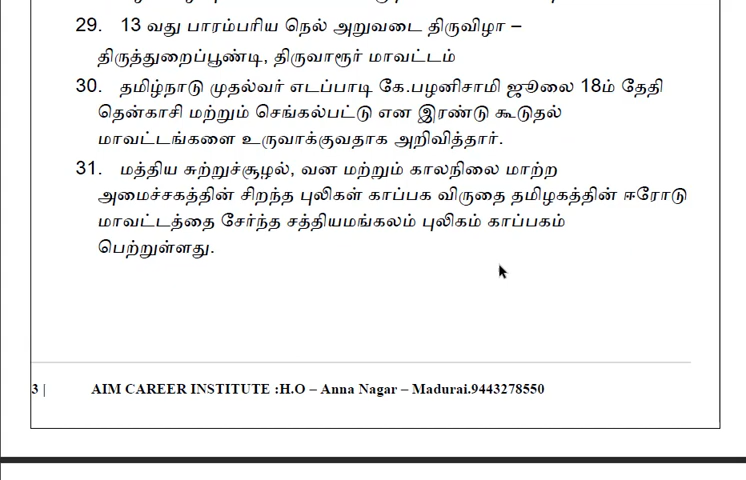 29. 13 வது பாரம்பரிய நெல் அறுவடை திருவிழா –
திருத்துறைப்பூண்டி, திருவாரூர் மாவட்டம்
30. தமிழ்நாடு முதல்வர் எடப்பாடி கே.பழனிசாமி ஜூலை 18ம் தேதி
தென்காசி மற்றும் செங்கல்பட்டு என இரண்டு கூடுதல்
மாவட்டங்களை உருவாக்குவதாக அறிவித்தார்.
31. மத்திய சுற்றுச்சூழல், வன மற்றும் காலநிலை மாற்ற
அமைச்சகத்தின் சிறந்த புலிகள் காப்பக விருதை தமிழகத்தின் ஈரோடு
மாவட்டத்தை சேர்ந்த சத்தியமங்கலம் புலிகம் காப்பகம்
பெற்றுள்ளது.
3 | AIM CAREER INSTITUTE :H.O – Anna Nagar – Madurai.9443278550